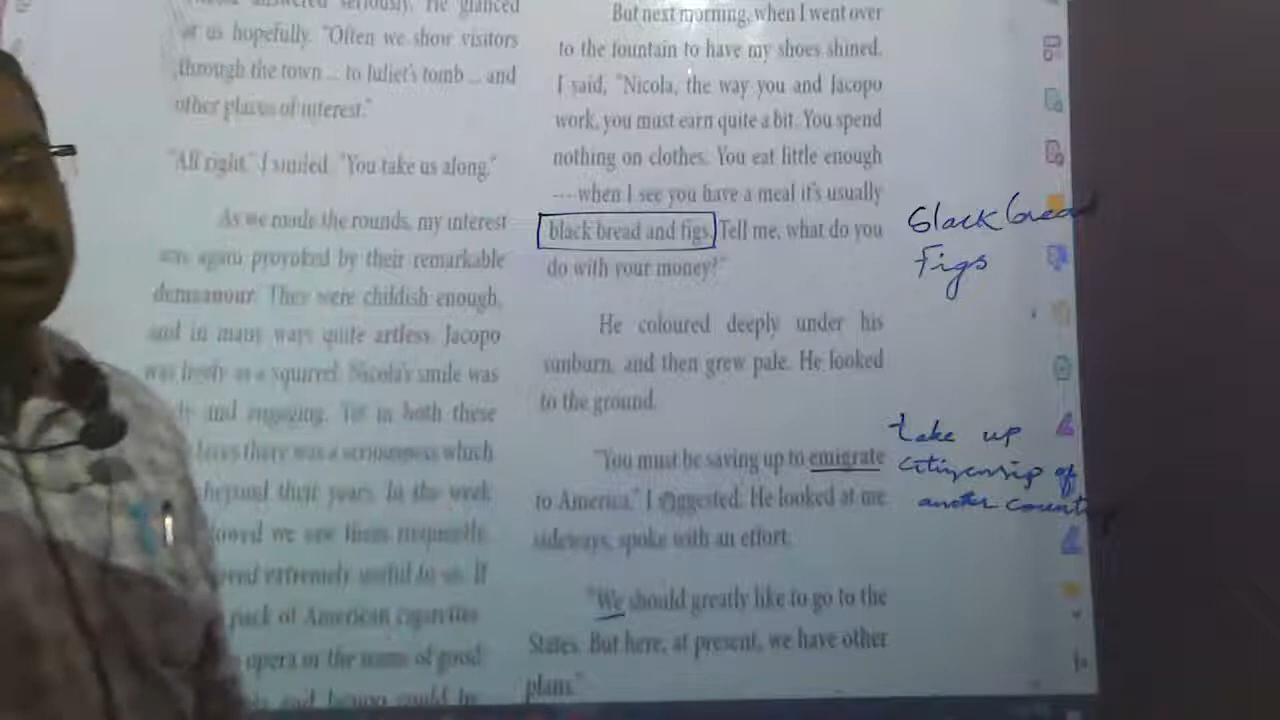 answered seriously. He glanced
at us hopefully. "Often we show visitors
through the town ... to Juliet's tomb ... and
other places of interest."
"All right," I smiled. "You take us along."
As we made the rounds, my interest
was again provoked by their remarkable
demeanour. They were childish enough,
and in many ways quite artless. Jacopo
was lively as a squirrel. Nicola's smile was
and engaging. Yet in both these
faces there was a seriousness which
beyond their years. In the week
we saw them frequently,
extremely useful to us. If
pack of American cigarettes
opera or the name of good
and Jacopo could be
But next morning, when I went over
to the fountain to have my shoes shined,
I said, "Nicola, the way you and Jacopo
work, you must earn quite a bit. You spend
nothing on clothes. You eat little enough
----when I see you have a meal it's usually
black bread and figs. Tell me, what do you
do with your money?"
He coloured deeply under his
sunburn, and then grew pale. He looked
to the ground.
"You must be saving up to emigrate
to America," I suggested. He looked at me
sideways, spoke with an effort.
"We should greatly like to go to the
States. But here, at present, we have other
plans."
Black bread
Figs
take up
citizensip of
another